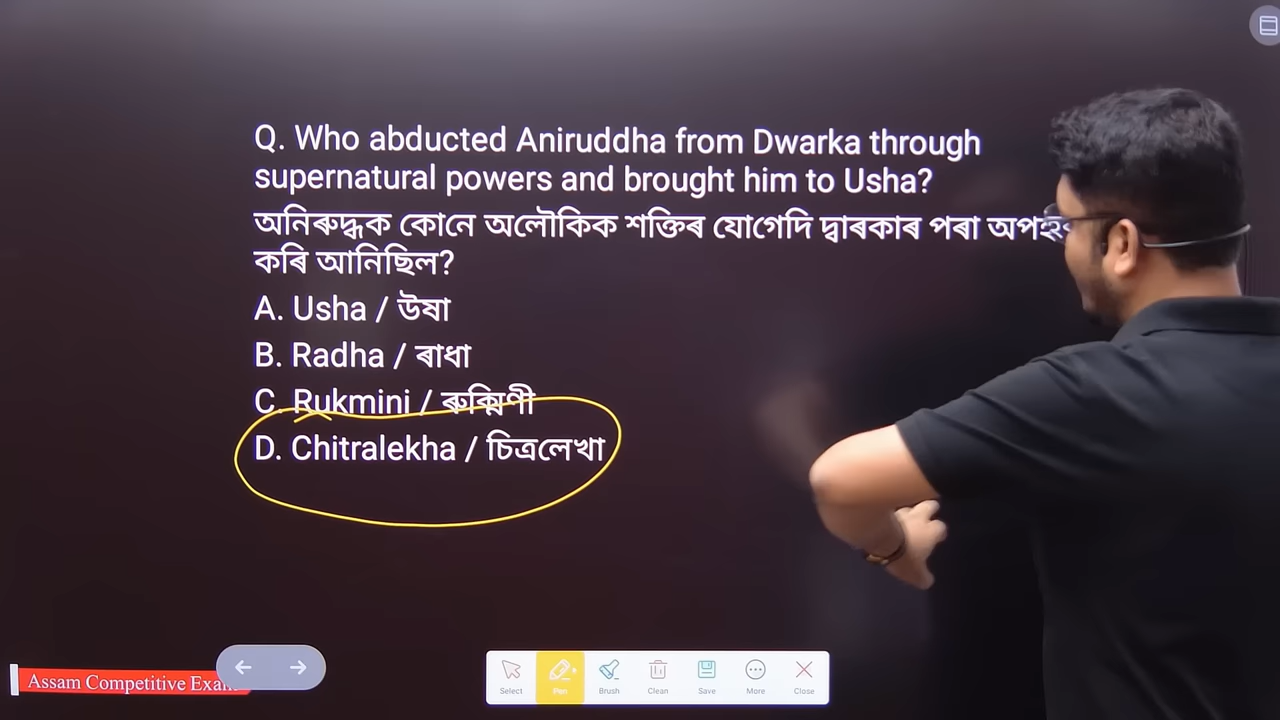 Q. Who abducted Aniruddha from Dwarka through
supernatural powers and brought him to Usha?
অনিৰুদ্ধক কোনে অলৌকিক শক্তিৰ যোগেদি দ্বাৰকাৰ পৰা
কৰি আনিছিল?
A. Usha / উষা
B. Radha / ৰাধা
C. Rukmini / ৰুক্মিণী
D. Chitralekha / চিত্ৰলেখা
Assam Competitive
Select Pen Brush Clean Save More Close